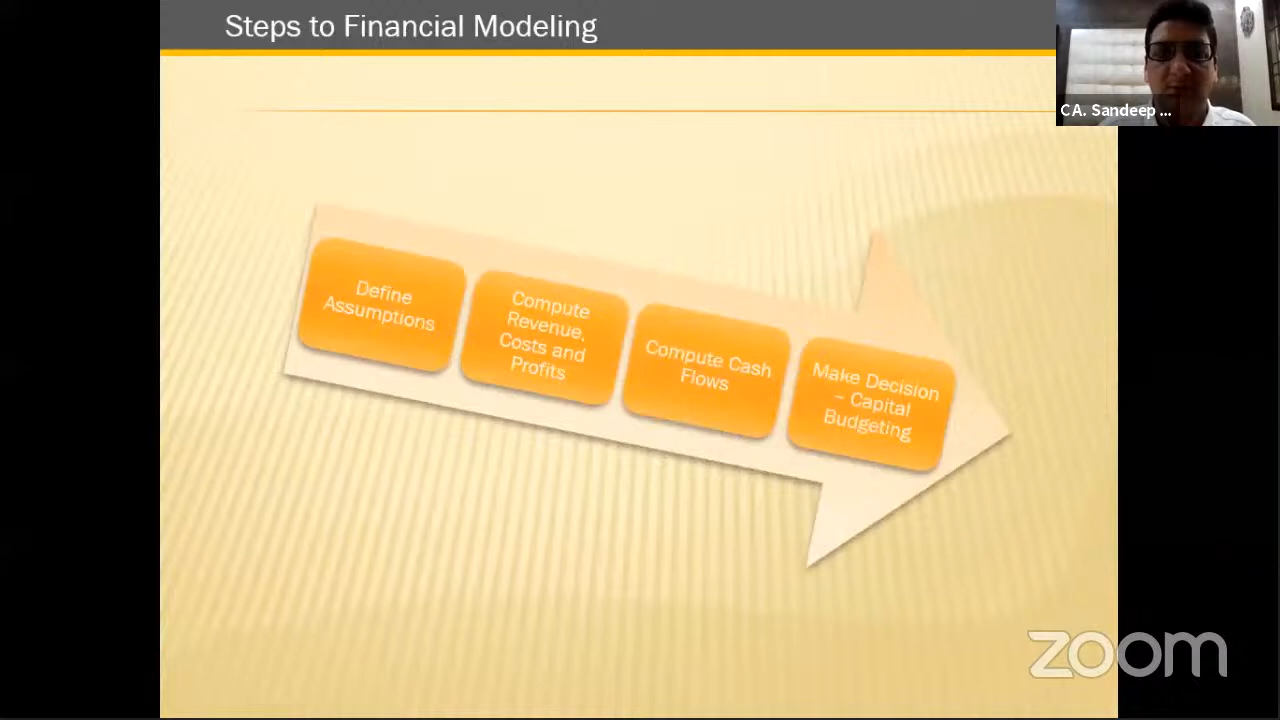 Steps to Financial Modeling
CA. Sandeep ...
Define
Assumptions
Compute
Revenue,
Costs and
Profits
Compute Cash
Flows
Make Decision
– Capital
Budgeting
zoom